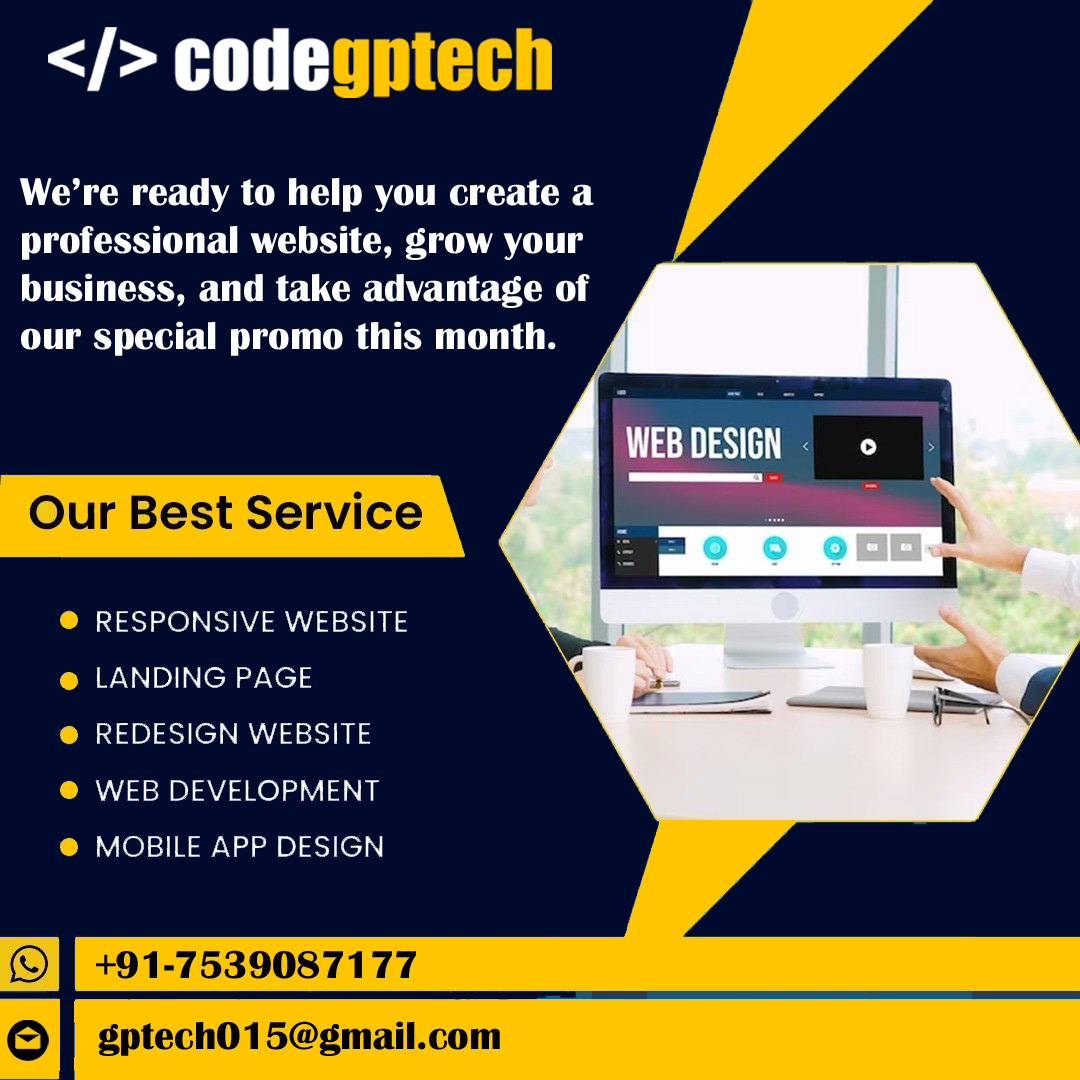 </> codegptech
We’re ready to help you create a
professional website, grow your
business, and take advantage of
our special promo this month.
WEB DESIGN
Our Best Service
RESPONSIVE WEBSITE
LANDING PAGE
REDESIGN WEBSITE
WEB DEVELOPMENT
MOBILE APP DESIGN
+91-7539087177
gptech015@gmail.com